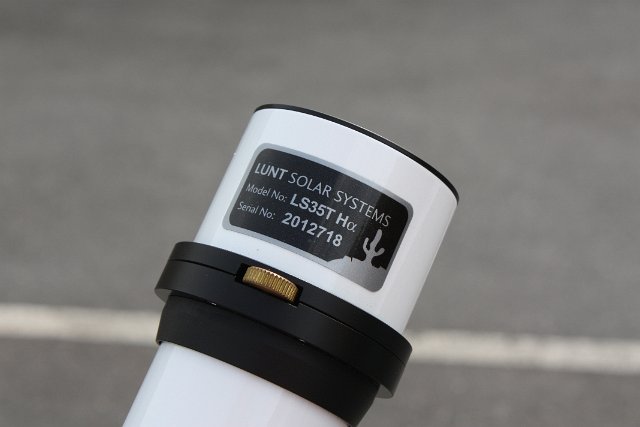 LUNT SOLAR SYSTEMS
Model No: LS35T Hα
Serial No: 2012718